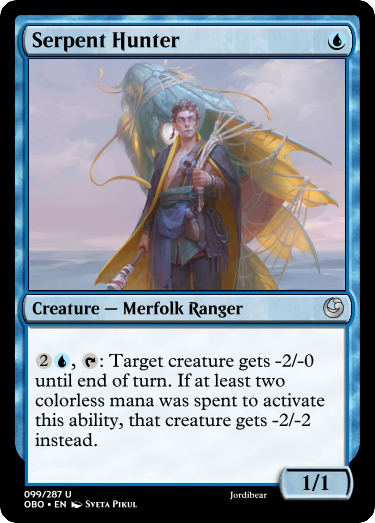 Serpent Hunter
Creature — Merfolk Ranger
2, : Target creature gets -2/-0
until end of turn. If at least two
colorless mana was spent to activate
this ability, that creature gets -2/-2
instead.
1/1
099/287 U
OBO • EN Sveta Pikul
Jordibear